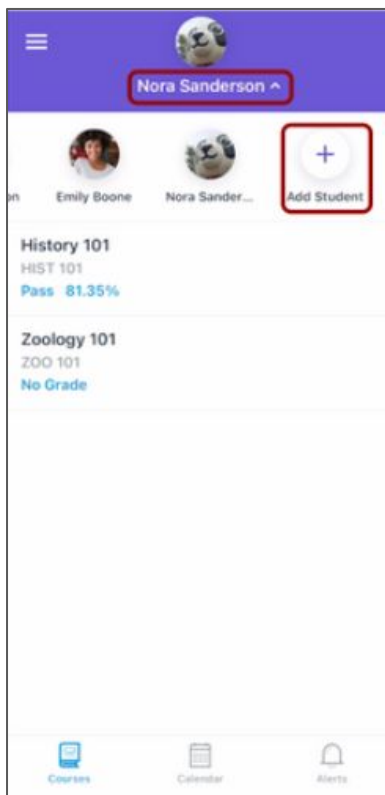 Nora Sanderson
on Emily Boone Nora Sander... Add Student
History 101
HIST 101
Pass 81.35%
Zoology 101
ZOO 101
No Grade
Courses Calendar Alerts